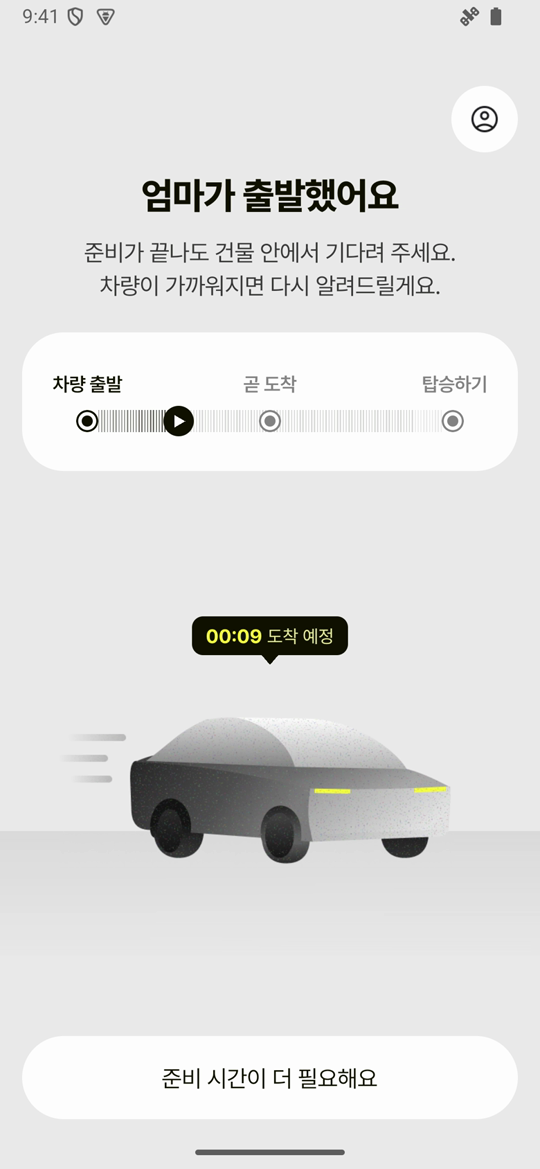 9:41
엄마가 출발했어요
준비가 끝나도 건물 안에서 기다려 주세요.
차량이 가까워지면 다시 알려드릴게요.
차량 출발 곧 도착 탑승하기
00:09 도착 예정
준비 시간이 더 필요해요